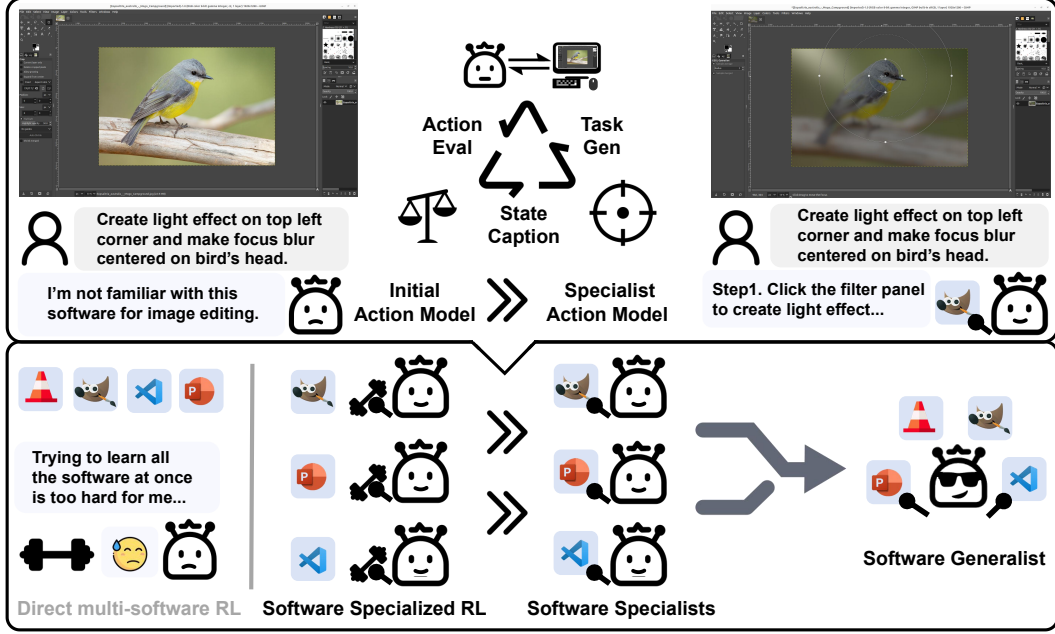 Action
Eval
Task
Gen
State
Caption
Create light effect on top left
corner and make focus blur
centered on bird's head.
I'm not familiar with this
software for image editing.
Initial
Action Model
Specialist
Action Model
Create light effect on top left
corner and make focus blur
centered on bird's head.
Step1. Click the filter panel
to create light effect...
P
Trying to learn all
the software at once
is too hard for me...
Direct multi-software RL
P
Software Specialized RL
P
Software Specialists
P
Software Generalist